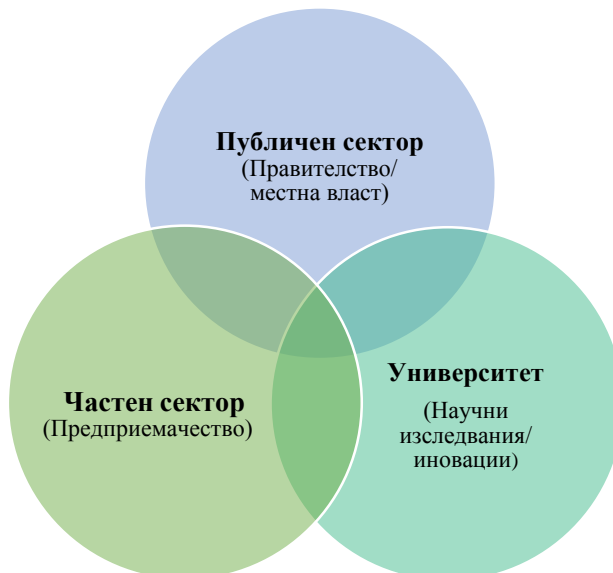 Публичен сектор
(Правителство/
местна власт)
Частен сектор
(Предприемачество)
Университет
(Научни
изследвания/
иновации)